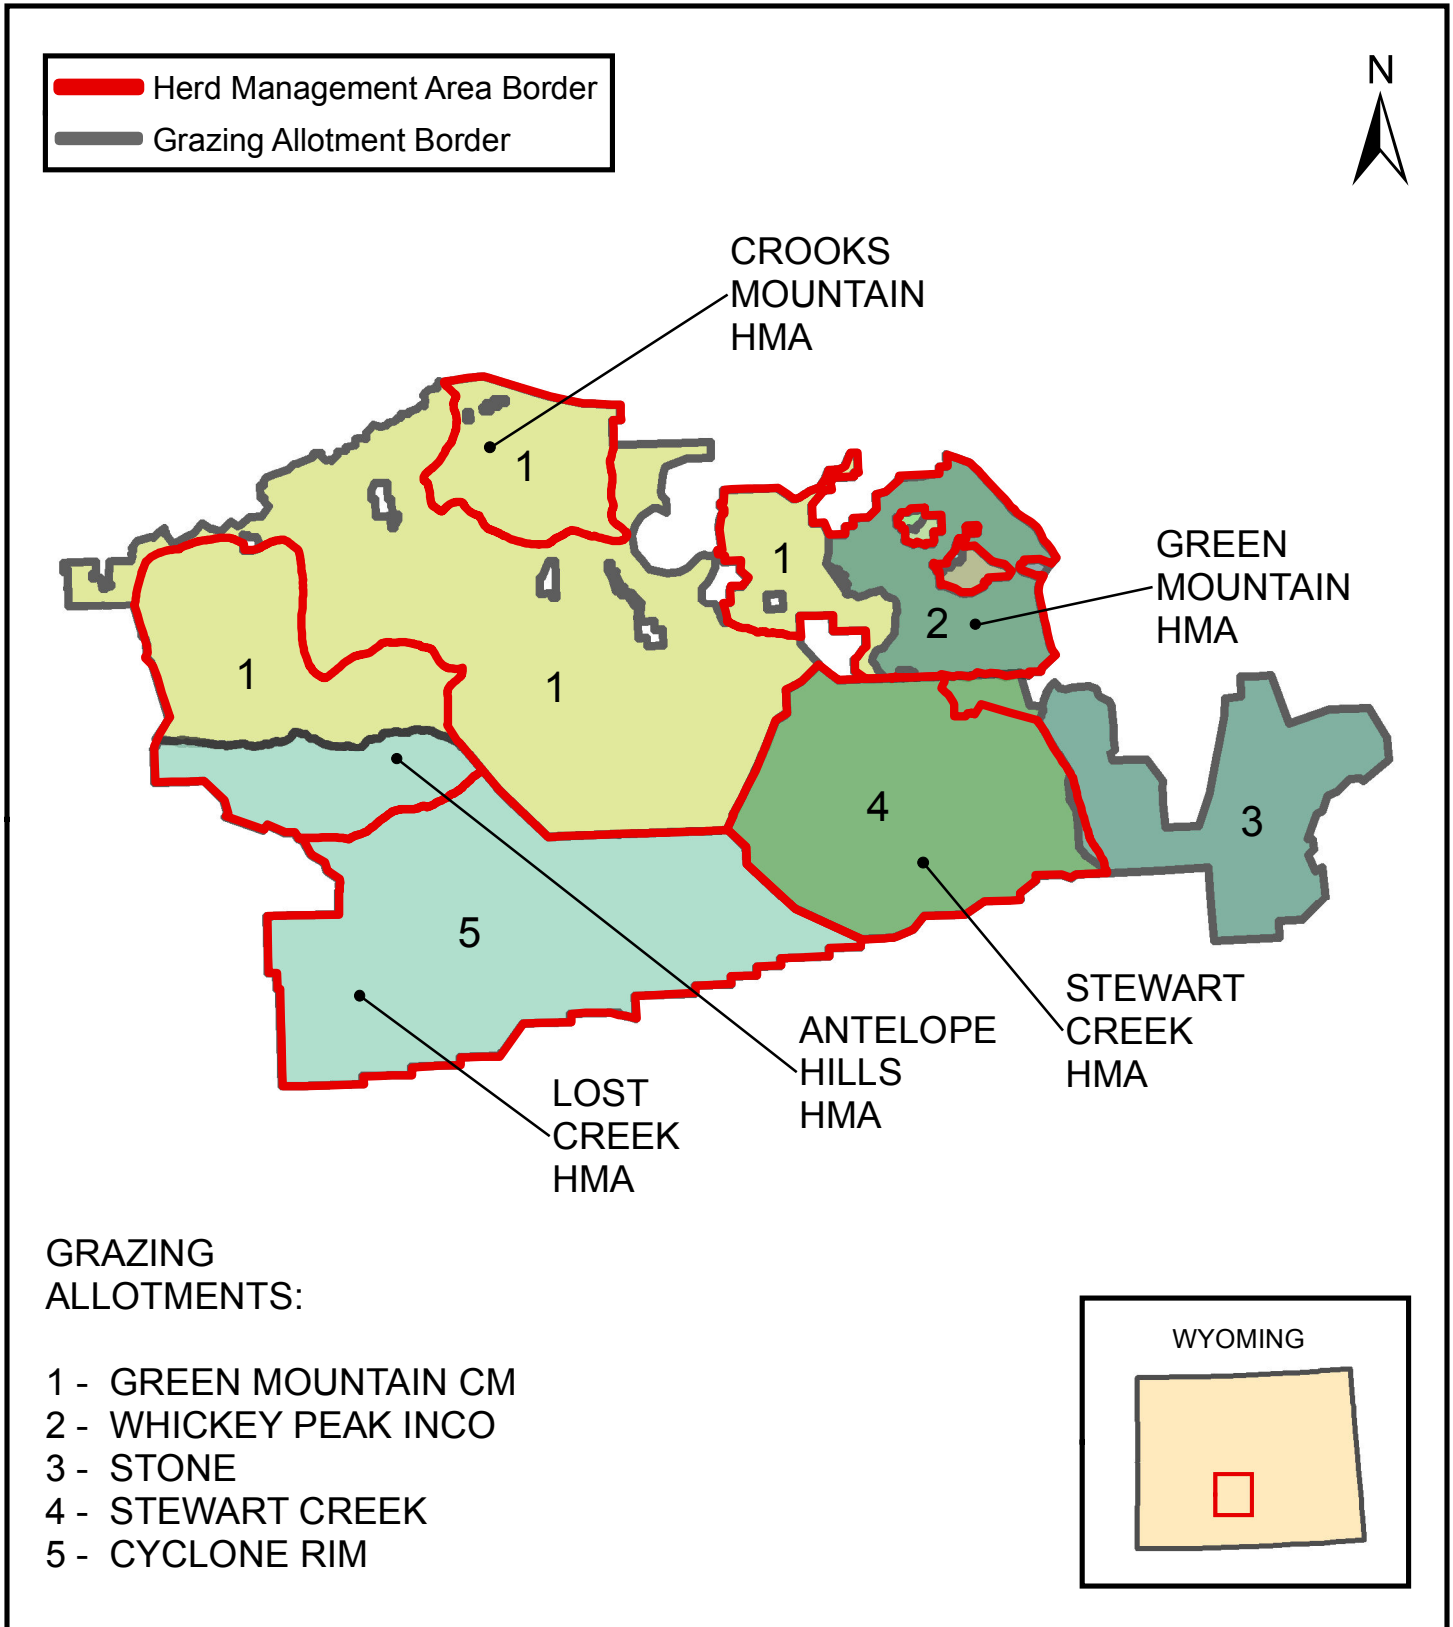 Herd Management Area Border
Grazing Allotment Border
N
CROOKS
MOUNTAIN
HMA
1
1
GREEN
MOUNTAIN
HMA
2
1
1
4
3
5
STEWART
CREEK
HMA
ANTELOPE
HILLS
HMA
LOST
CREEK
HMA
GRAZING
ALLOTMENTS:
1 - GREEN MOUNTAIN CM
2 - WHICKEY PEAK INCO
3 - STONE
4 - STEWART CREEK
5 - CYCLONE RIM
WYOMING